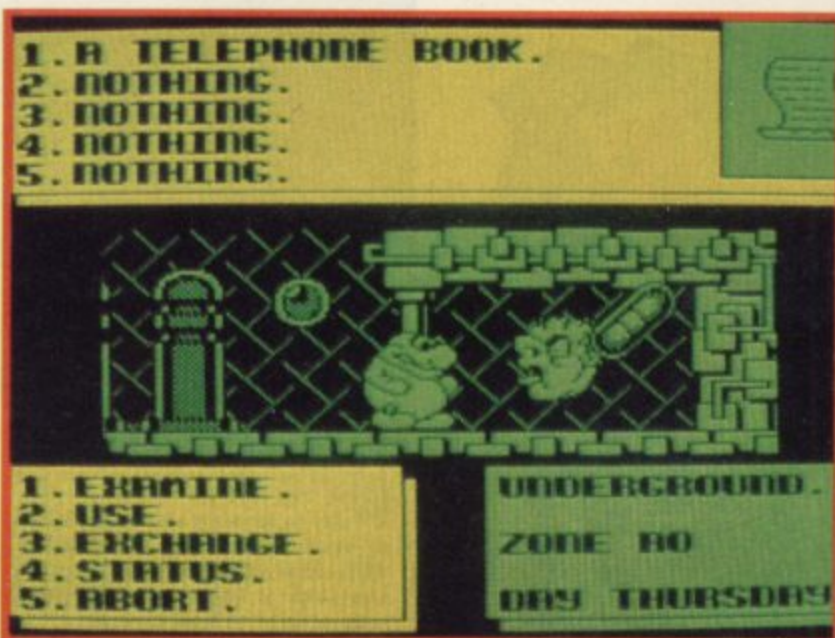 1. A TELEPHONE BOOK.
2. NOTHING.
3. NOTHING.
4. NOTHING.
5. NOTHING.
1. EXAMINE.
2. USE.
3. EXCHANGE.
4. STATUS.
5. ABORT.
UNDERGROUND.
ZONE A0
DAY THURSDAY